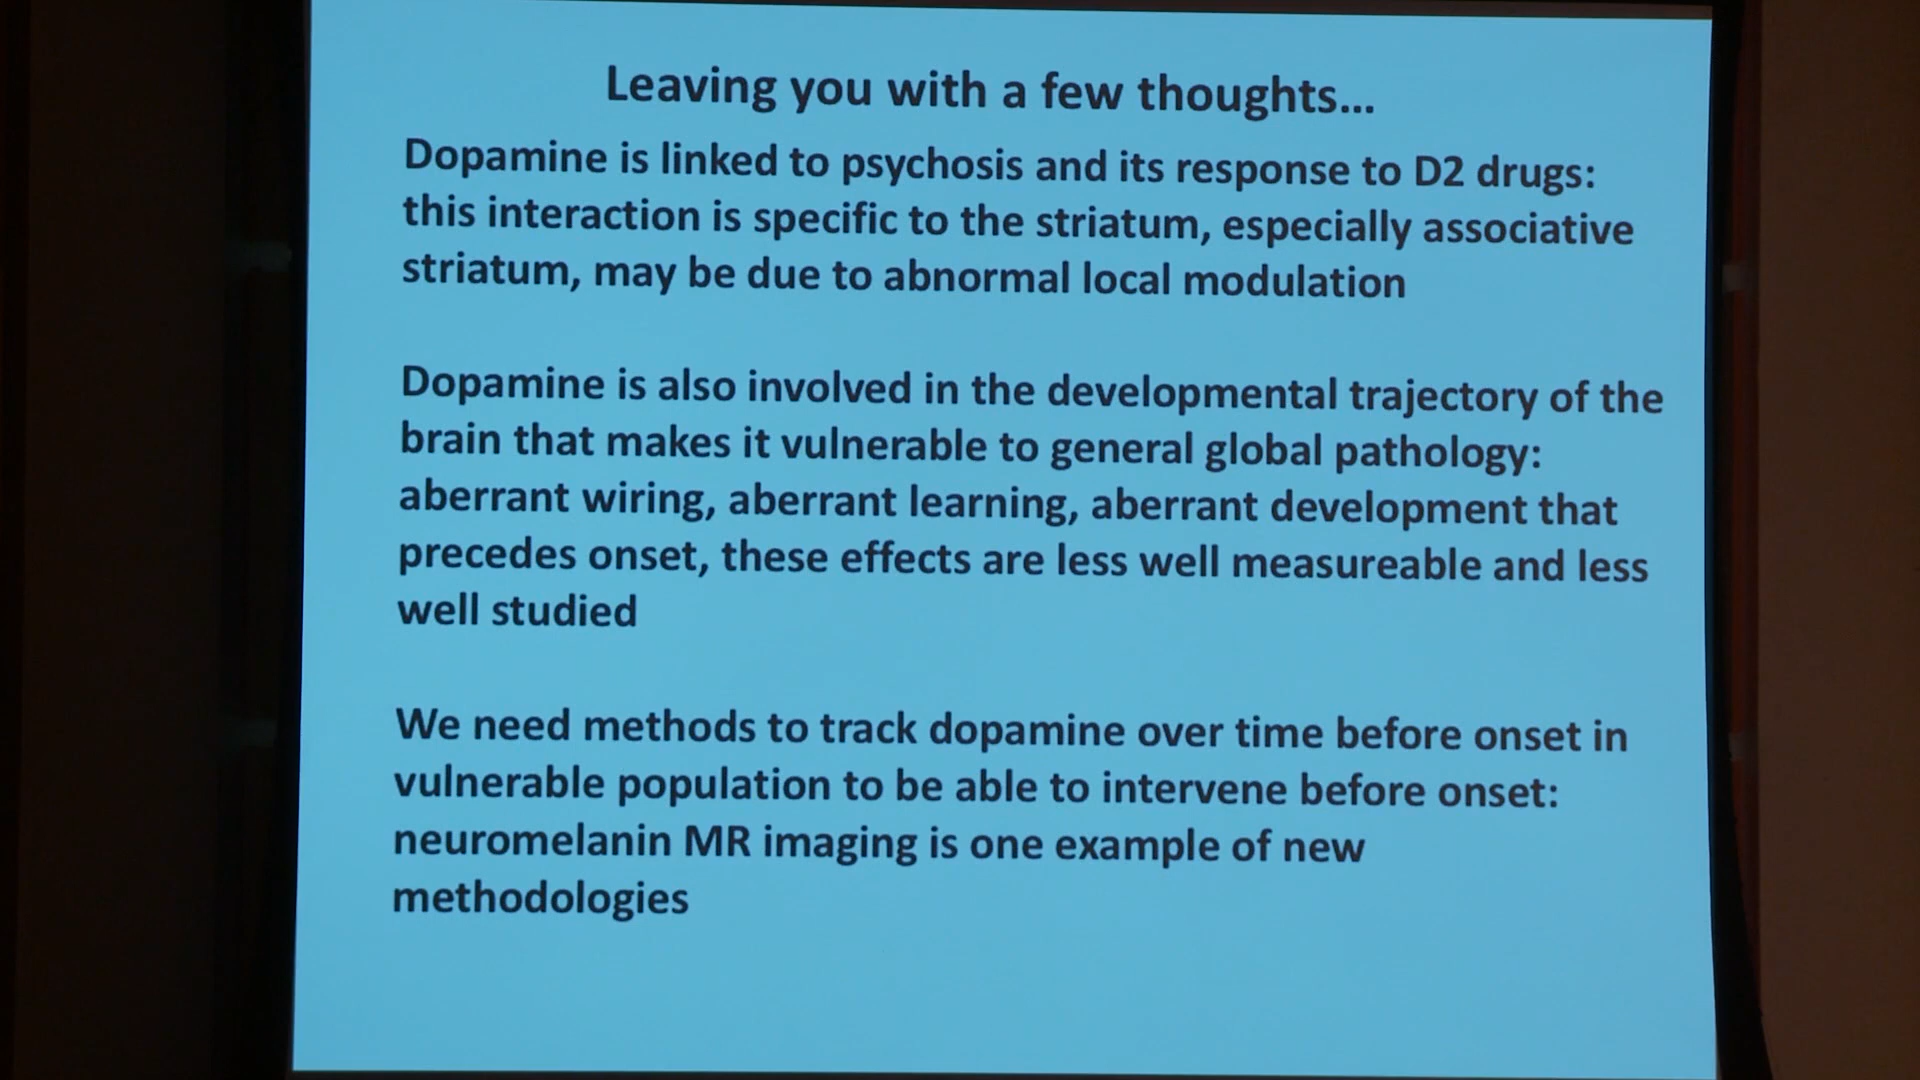 Leaving you with a few thoughts...
Dopamine is linked to psychosis and its response to D2 drugs:
this interaction is specific to the striatum, especially associative
striatum, may be due to abnormal local modulation
Dopamine is also involved in the developmental trajectory of the
brain that makes it vulnerable to general global pathology:
aberrant wiring, aberrant learning, aberrant development that
precedes onset, these effects are less well measureable and less
well studied
We need methods to track dopamine over time before onset in
vulnerable population to be able to intervene before onset:
neuromelanin MR imaging is one example of new
methodologies